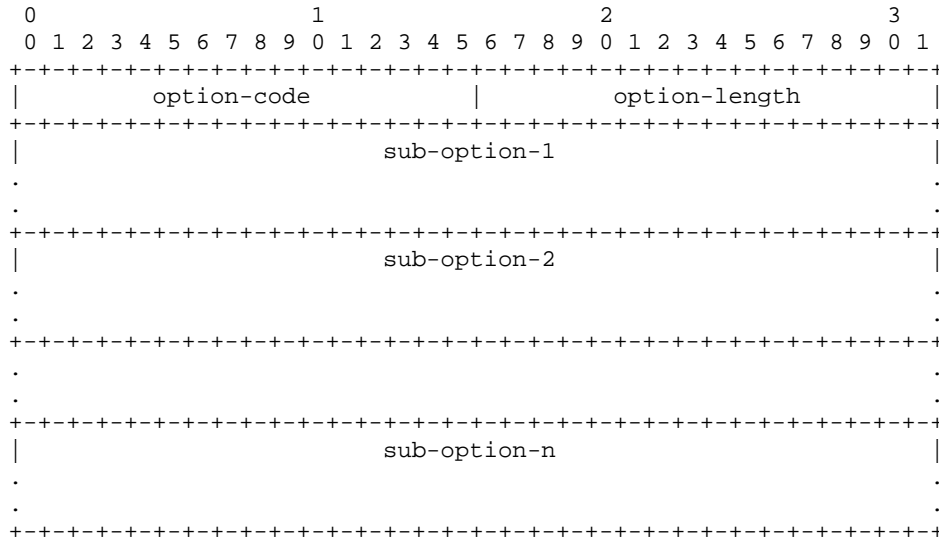 0                   1                   2                   3
0 1 2 3 4 5 6 7 8 9 0 1 2 3 4 5 6 7 8 9 0 1 2 3 4 5 6 7 8 9 0 1
+-+-+-+-+-+-+-+-+-+-+-+-+-+-+-+-+-+-+-+-+-+-+-+-+-+-+-+-+-+-+-+-+
|         option-code           |         option-length         |
+-+-+-+-+-+-+-+-+-+-+-+-+-+-+-+-+-+-+-+-+-+-+-+-+-+-+-+-+-+-+-+-+
|                         sub-option-1                          |
.                                                               .
.                                                               .
+-+-+-+-+-+-+-+-+-+-+-+-+-+-+-+-+-+-+-+-+-+-+-+-+-+-+-+-+-+-+-+-+
|                         sub-option-2                          |
.                                                               .
.                                                               .
+-+-+-+-+-+-+-+-+-+-+-+-+-+-+-+-+-+-+-+-+-+-+-+-+-+-+-+-+-+-+-+-+
.                                                               .
.                                                               .
+-+-+-+-+-+-+-+-+-+-+-+-+-+-+-+-+-+-+-+-+-+-+-+-+-+-+-+-+-+-+-+-+
|                         sub-option-n                          |
.                                                               .
.                                                               .
+-+-+-+-+-+-+-+-+-+-+-+-+-+-+-+-+-+-+-+-+-+-+-+-+-+-+-+-+-+-+-+-+